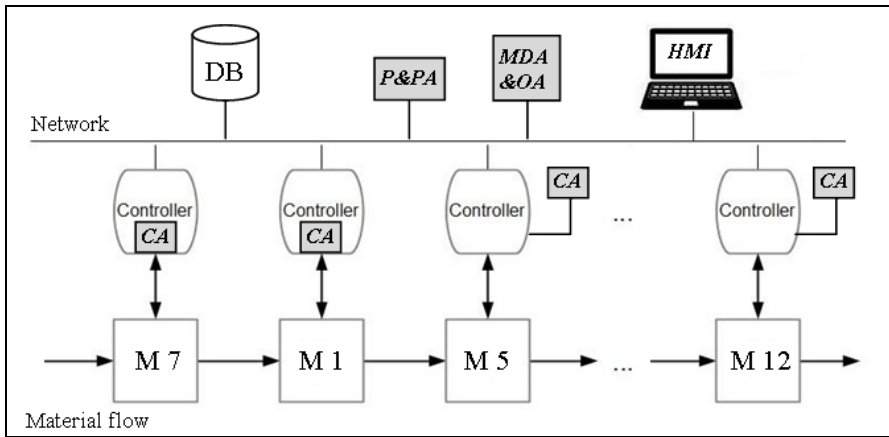 DB
P&PA
MDA
&OA
HMI
Network
Controller
CA
Controller
CA
Controller
CA
...
Controller
CA
M 7
M 1
M 5
...
M 12
Material flow